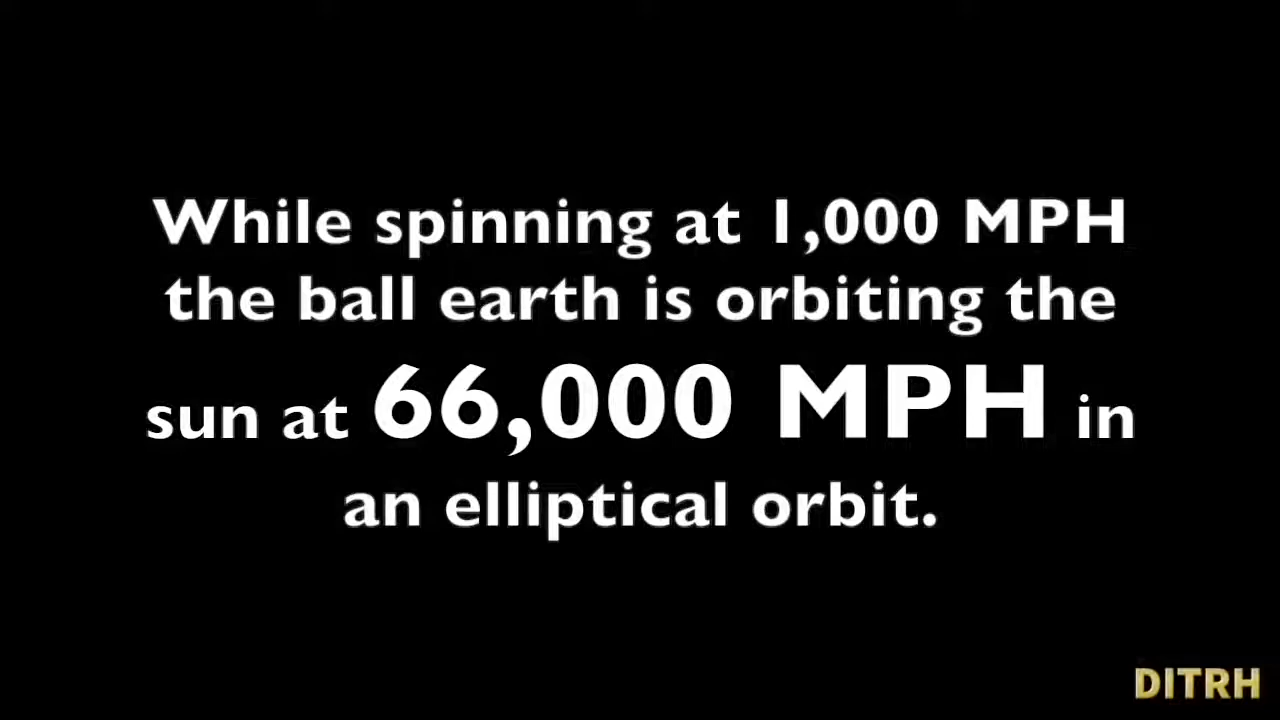 While spinning at 1,000 MPH
the ball earth is orbiting the
sun at 66,000 MPH in
an elliptical orbit.
DITRH